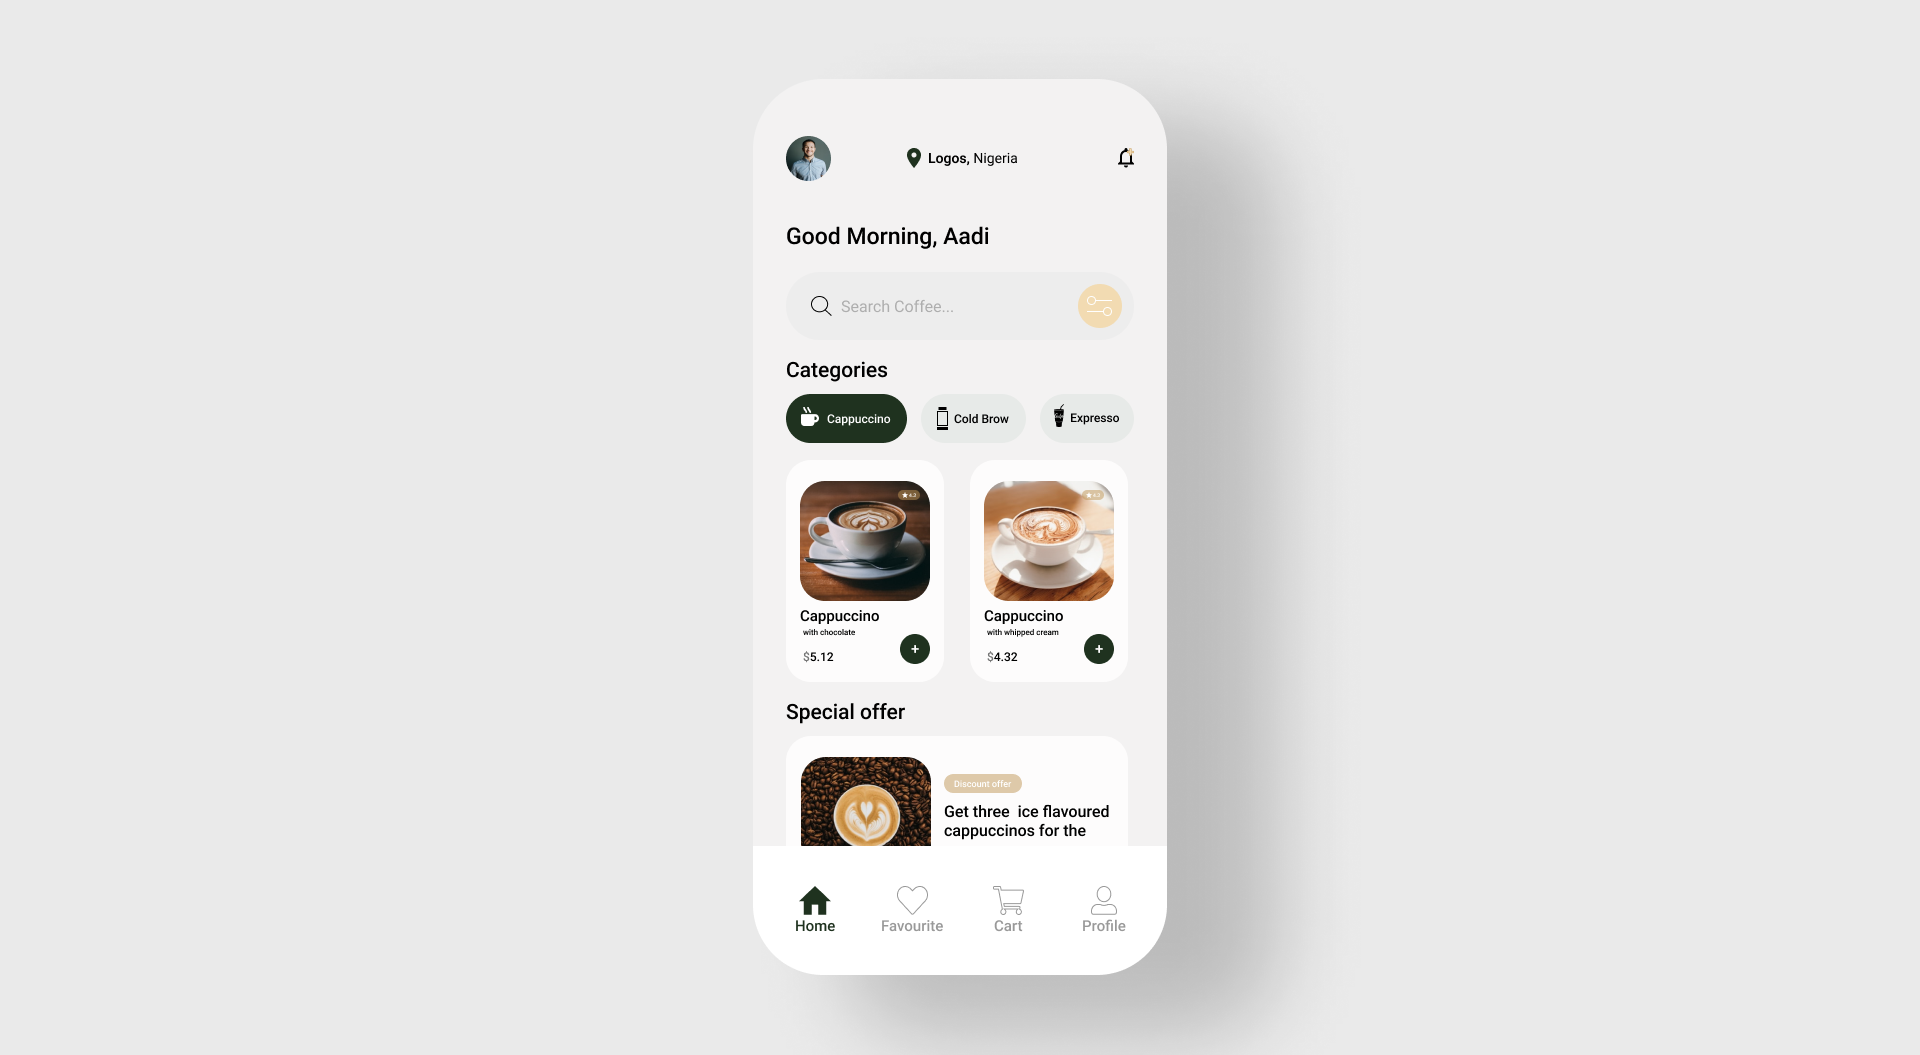 Logos, Nigeria
Good Morning, Aadi
Search Coffee...
Categories
Cappuccino
Cold Brow
Expresso
4.3
Cappuccino
with chocolate
$5.12
+
Cappuccino
with whipped cream
$4.32
+
Special offer
Discount offer
Get three  ice flavoured
cappuccinos for the
Home
Favourite
Cart
Profile